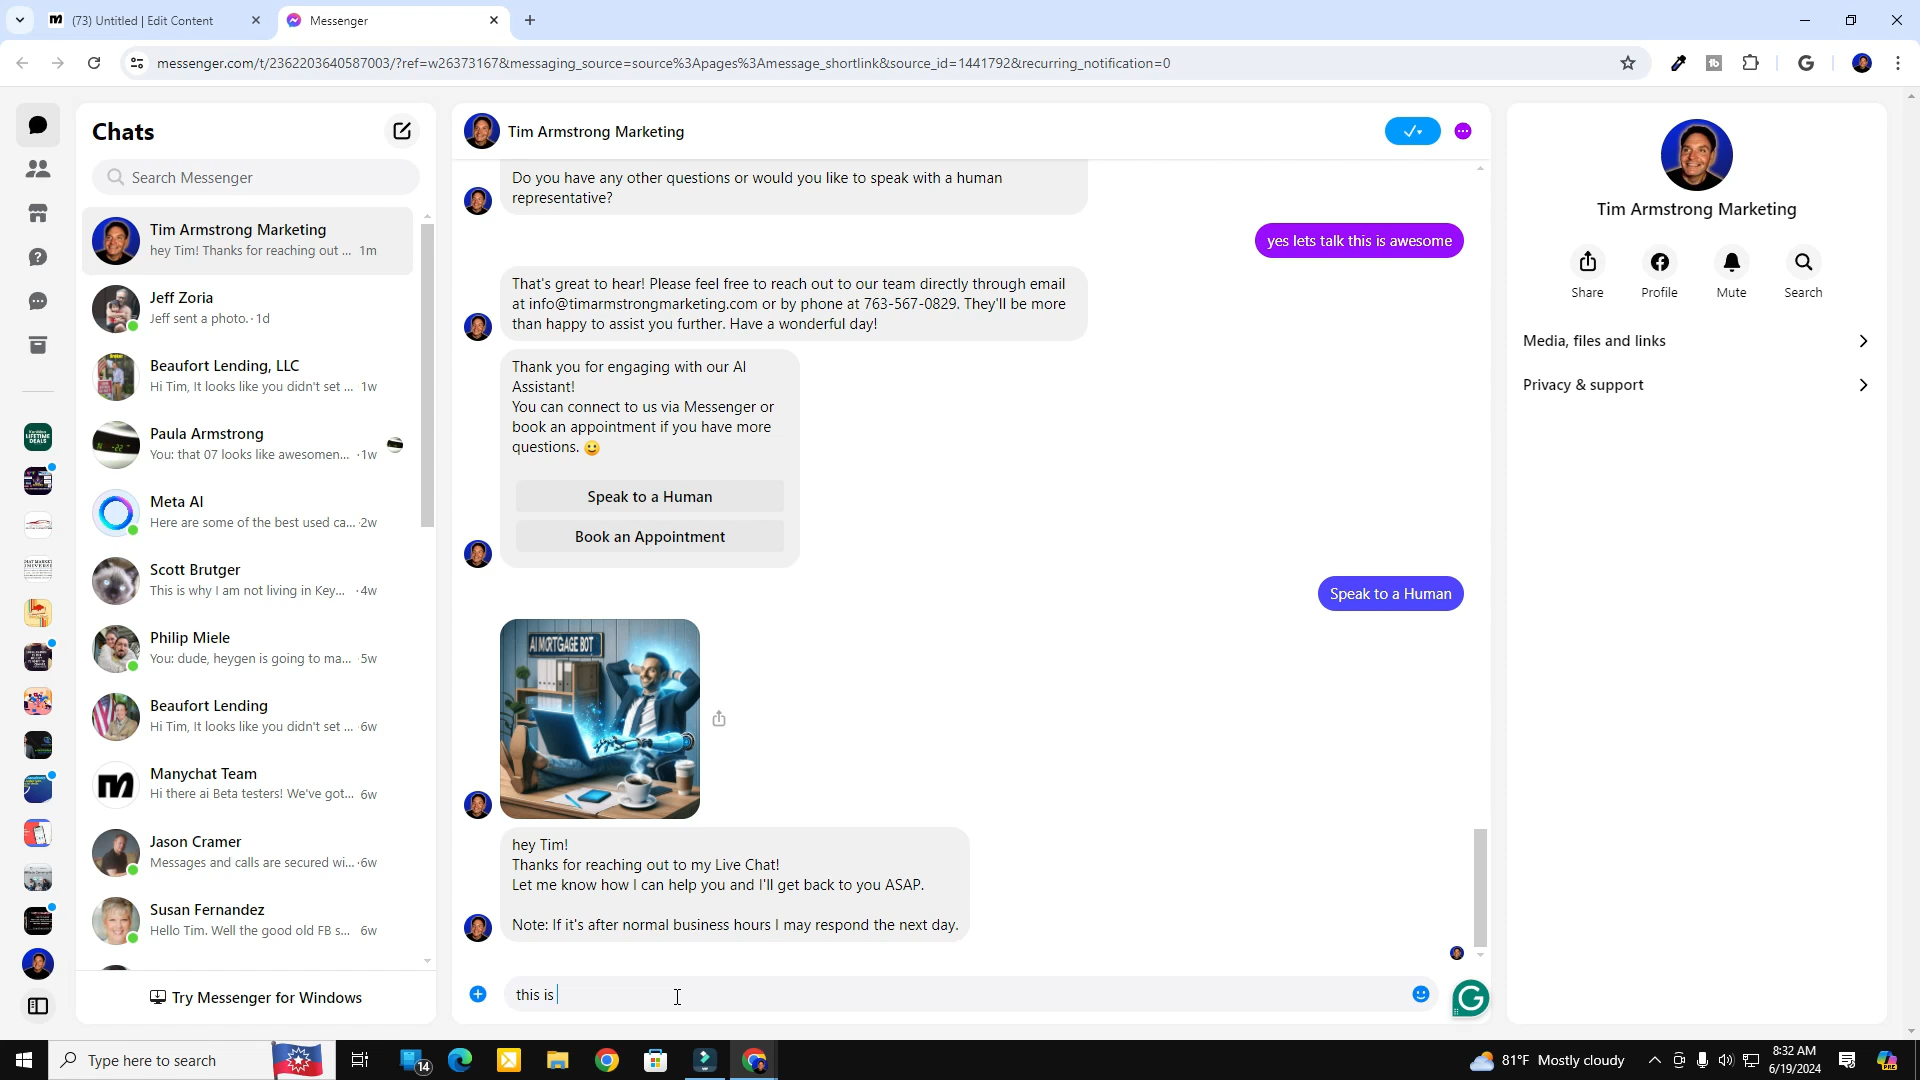 (73) Untitled | Edit Content
Messenger
messenger.com/t/2362203640587003/?ref=w26373167&messaging_source=source%3Apages%3Amessage_shortlink&source_id=1441792&recurring_notification=0
Chats
Search Messenger
Tim Armstrong Marketing
hey Tim! Thanks for reaching out ... 1m
Jeff Zoria
Jeff sent a photo. · 1d
Beaufort Lending, LLC
Hi Tim, It looks like you didn't set ... · 1w
Paula Armstrong
You: that 07 looks like awesomen... · 1w
Meta AI
Here are some of the best used ca... · 2w
Scott Brutger
This is why I am not living in Key... · 4w
Philip Miele
You: dude, heygen is going to ma... · 5w
Beaufort Lending
Hi Tim, It looks like you didn't set ... · 6w
Manychat Team
Hi there ai Beta testers! We've got... 6w
Jason Cramer
Messages and calls are secured wi... · 6w
Susan Fernandez
Hello Tim. Well the good old FB s... 6w
Try Messenger for Windows
Tim Armstrong Marketing
Do you have any other questions or would you like to speak with a human
representative?
yes lets talk this is awesome
That's great to hear! Please feel free to reach out to our team directly through email
at info@timarmstrongmarketing.com or by phone at 763-567-0829. They'll be more
than happy to assist you further. Have a wonderful day!
Thank you for engaging with our AI
Assistant!
You can connect to us via Messenger or
book an appointment if you have more
questions. 🙂
Speak to a Human
Book an Appointment
Speak to a Human
AI MORTGAGE BOT
hey Tim!
Thanks for reaching out to my Live Chat!
Let me know how I can help you and I'll get back to you ASAP.
Note: If it's after normal business hours I may respond the next day.
this is
Tim Armstrong Marketing
Share
Profile
Mute
Search
Media, files and links
Privacy & support
Type here to search
14
81°F Mostly cloudy
8:32 AM
6/19/2024